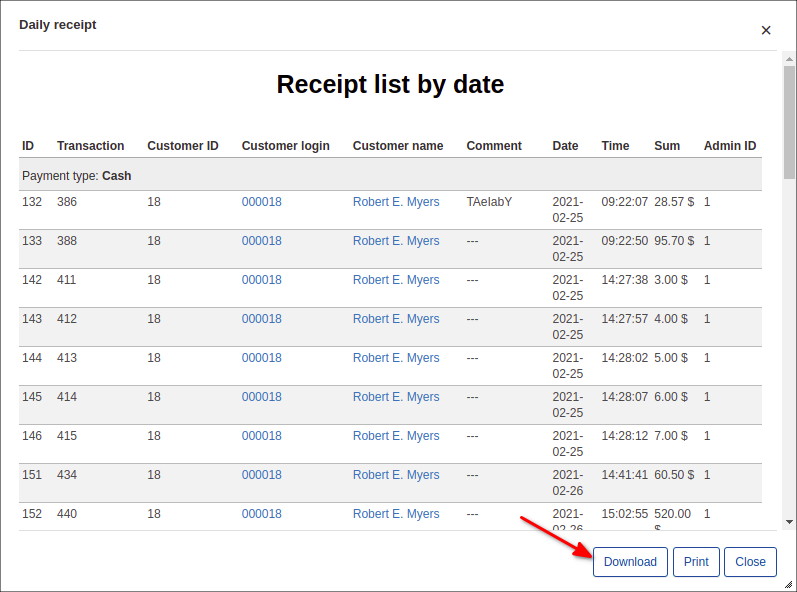 Daily receipt
×
Receipt list by date
ID Transaction Customer ID Customer login Customer name Comment Date Time Sum Admin ID
Payment type: Cash
132 386 18 000018 Robert E. Myers TAeIabY 2021-02-25 09:22:07 28.57 $ 1
133 388 18 000018 Robert E. Myers --- 2021-02-25 09:22:50 95.70 $ 1
142 411 18 000018 Robert E. Myers --- 2021-02-25 14:27:38 3.00 $ 1
143 412 18 000018 Robert E. Myers --- 2021-02-25 14:27:57 4.00 $ 1
144 413 18 000018 Robert E. Myers --- 2021-02-25 14:28:02 5.00 $ 1
145 414 18 000018 Robert E. Myers --- 2021-02-25 14:28:07 6.00 $ 1
146 415 18 000018 Robert E. Myers --- 2021-02-25 14:28:12 7.00 $ 1
151 434 18 000018 Robert E. Myers --- 2021-02-26 14:41:41 60.50 $ 1
152 440 18 000018 Robert E. Myers --- 2021-02-26 15:02:55 520.00 $ 1
Download Print Close